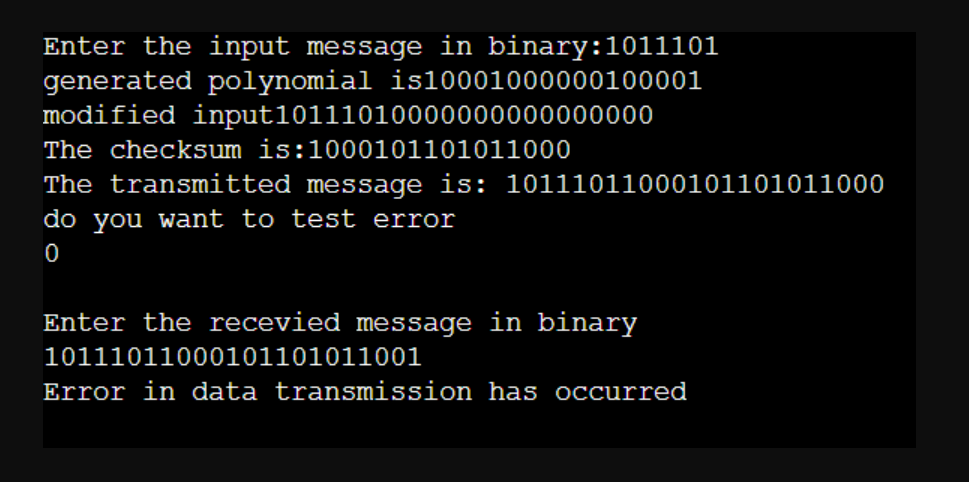 Enter the input message in binary:1011101
generated polynomial is10001000000100001
modified input10111010000000000000000
The checksum is:1000101101011000
The transmitted message is: 10111011000101101011000
do you want to test error
0
Enter the recevied message in binary
10111011000101101011001
Error in data transmission has occurred